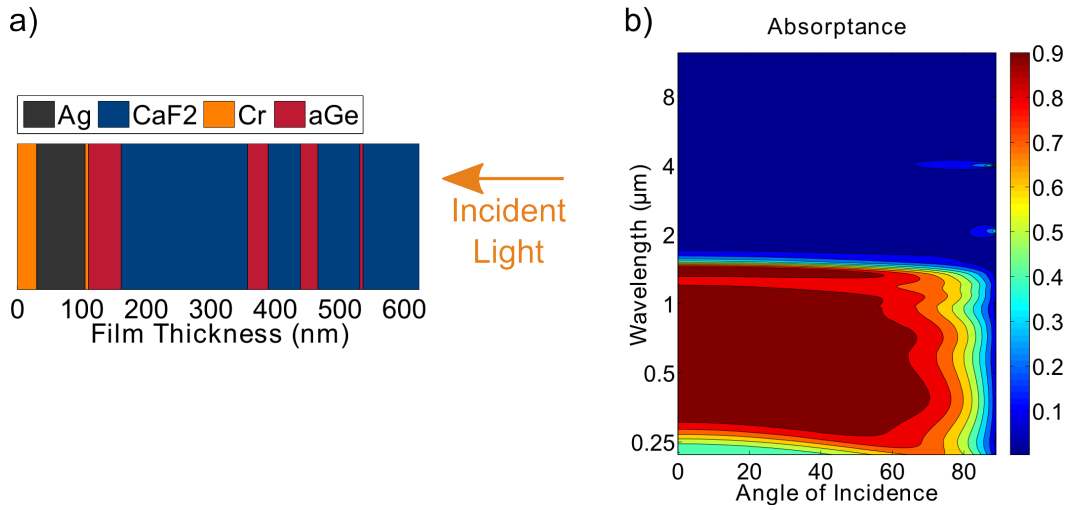 a)
Ag CaF2 Cr aGe
Incident
Light
0 100 200 300 400 500 600
Film Thickness (nm)
b)
Absorptance
Wavelength (μm)
8
4
2
1
0.5
0.25
0 20 40 60 80
Angle of Incidence
0.9
0.8
0.7
0.6
0.5
0.4
0.3
0.2
0.1